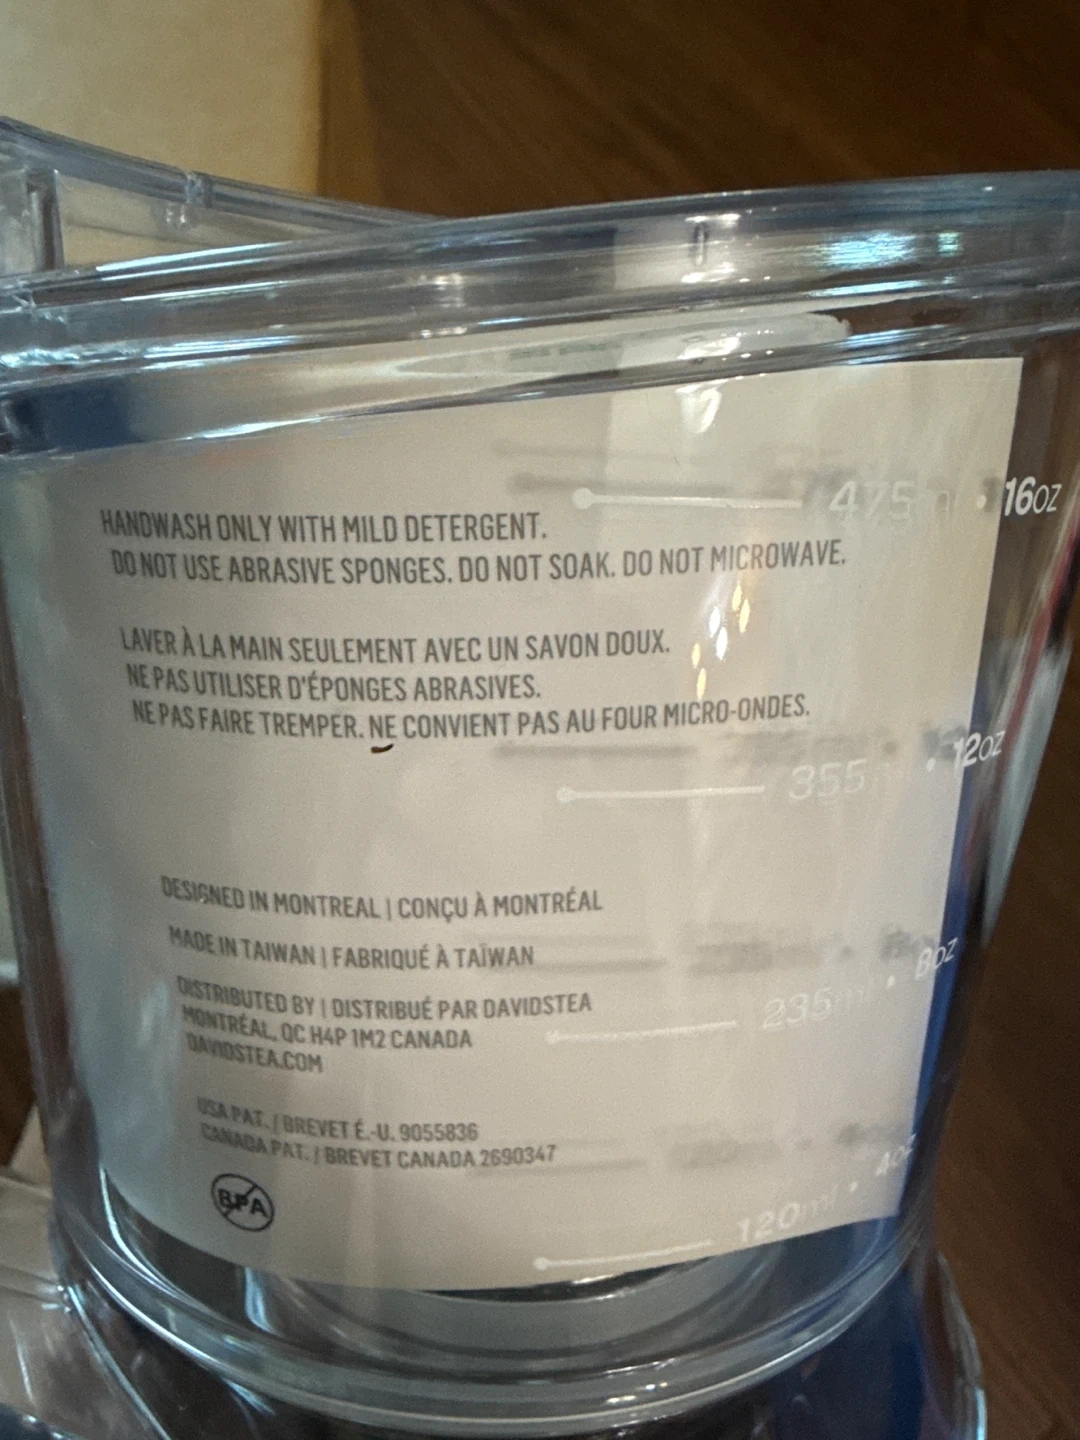 HANDWASH ONLY WITH MILD DETERGENT.
DO NOT USE ABRASIVE SPONGES. DO NOT SOAK. DO NOT MICROWAVE.
LAVER À LA MAIN SEULEMENT AVEC UN SAVON DOUX.
NE PAS UTILISER D'ÉPONGES ABRASIVES.
NE PAS FAIRE TREMPER. NE CONVIENT PAS AU FOUR MICRO-ONDES.
DESIGNED IN MONTREAL | CONÇU À MONTRÉAL
MADE IN TAIWAN | FABRIQUÉ À TAÏWAN
DISTRIBUTED BY | DISTRIBUÉ PAR DAVIDSTEA
MONTRÉAL, QC H4P 1M2 CANADA
DAVIDSTEA.COM
USA PAT. / BREVET É.-U. 9055836
CANADA PAT. / BREVET CANADA 2690347
BPA
475ml • 16oz
355ml • 12oz
235ml • 8oz
120ml • 4oz